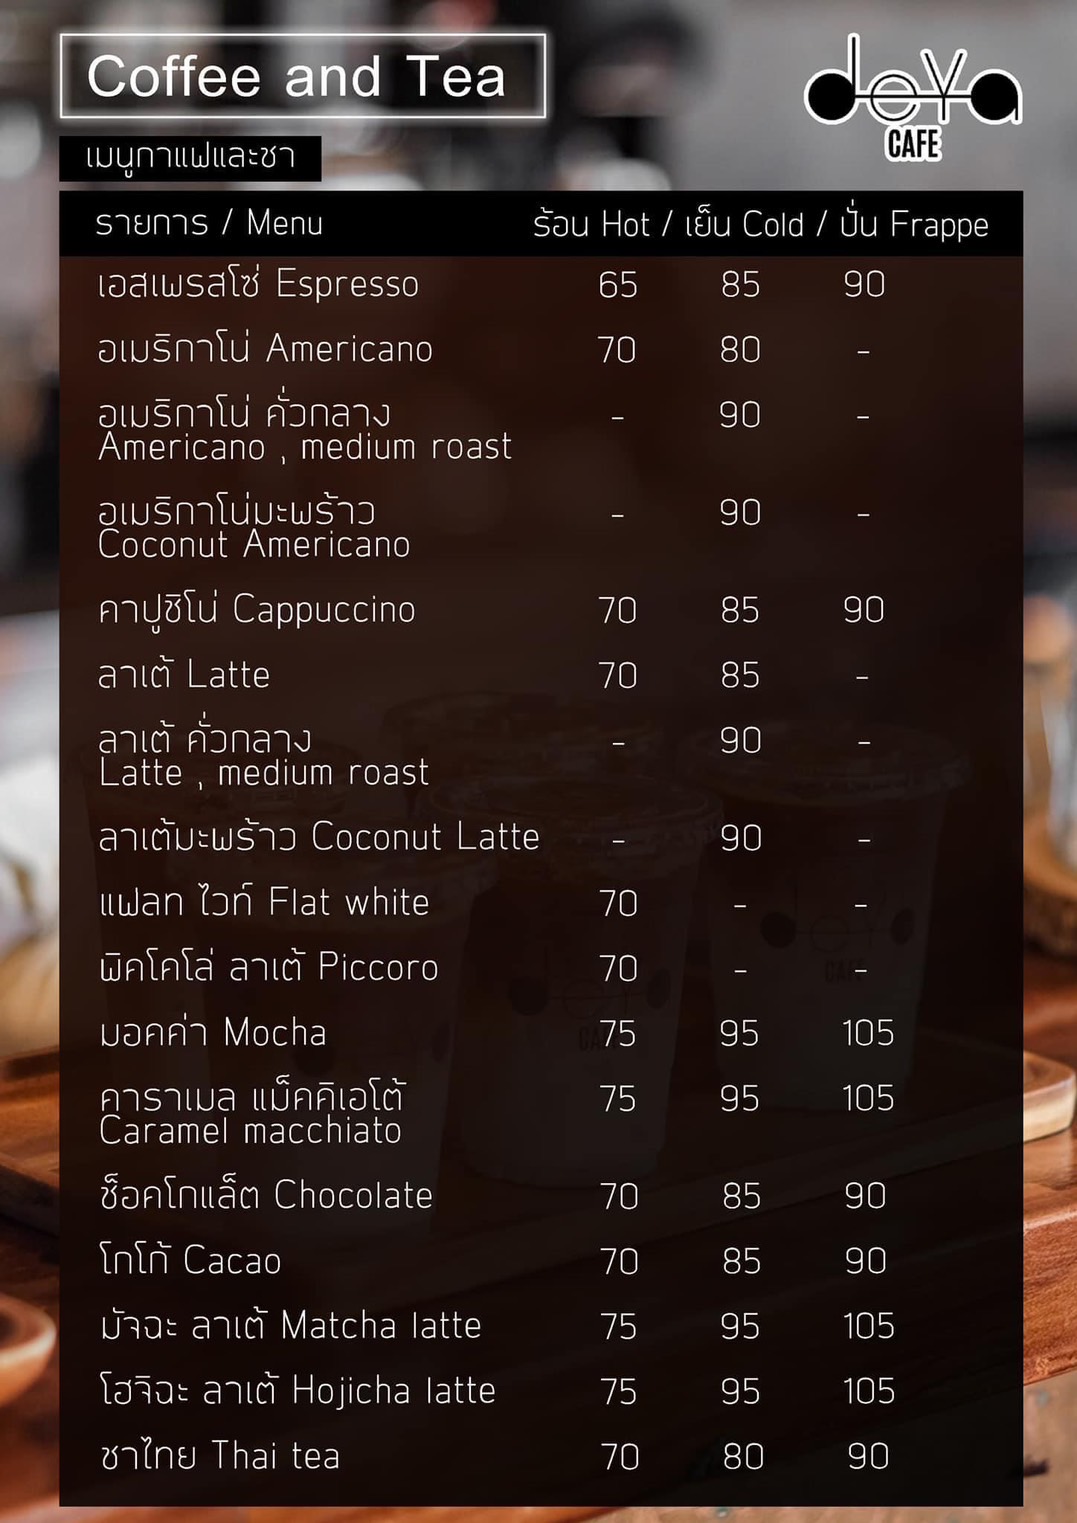 Coffee and Tea
deya
CAFE
เมนูกาแฟและชา
รายการ / Menu ร้อน Hot / เย็น Cold / ปั่น Frappe
เอสเพรสโซ่ Espresso 65 85 90
อเมริกาโน่ Americano 70 80 -
อเมริกาโน่ คั่วกลาง - 90 -
Americano , medium roast
อเมริกาโน่มะพร้าว - 90 -
Coconut Americano
คาปูชิโน่ Cappuccino 70 85 90
ลาเต้ Latte 70 85 -
ลาเต้ คั่วกลาง - 90 -
Latte , medium roast
ลาเต้มะพร้าว Coconut Latte - 90 -
แฟลท ไวท์ Flat white 70 - -
พิคโคโล่ ลาเต้ Piccoro 70 - -
มอคค่า Mocha 75 95 105
คาราเมล แม็คคิเอโต้ 75 95 105
Caramel macchiato
ช็อคโกแล็ต Chocolate 70 85 90
โกโก้ Cacao 70 85 90
มัจฉะ ลาเต้ Matcha latte 75 95 105
โฮจิฉะ ลาเต้ Hojicha latte 75 95 105
ชาไทย Thai tea 70 80 90